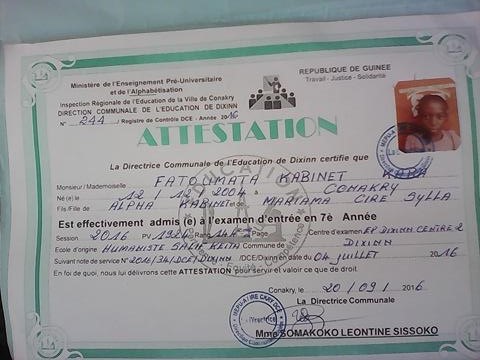 Ministère de l'Enseignement Pré-Universitaire
et de l'Alphabétisation
REPUBLIQUE DE GUINEE
Travail - Justice - Solidarité
Inspection Régionale de l'Education de la Ville de Conakry
DIRECTION COMMUNALE DE L'EDUCATION DE DIXINN
N° 244 / Registre de Contrôle DCE - Année 2016
ATTESTATION
La Directrice Communale de l'Education de Dixinn certifie que
Monsieur / Mademoiselle FATOUMATA KABINET KABA
Né (e) le 12 / 12 / 2004 à CONAKRY
Fils /Fille de ALPHA KABINET et de MARIAMA CIRE SYLLA
Est effectivement admis (e) à l'examen d'entrée en 7è Année
Session 2016 PV Rang Page Centre d'examen EP DIXINN CENTRE 2
Ecole d'origine HUMANISTE SALIF KEITA Commune de DIXINN
Suivant note de service N° 2016/34/DCE/DIXINN /DCE/Dixinn en date du 04 JUILLET 2016
En foi de quoi, nous lui délivrons cette ATTESTATION pour servir et valoir ce que de droit.
Conakry, le 20 / 09 / 2016
La Directrice Communale
Mme SOMAKOKO LEONTINE SISSOKO